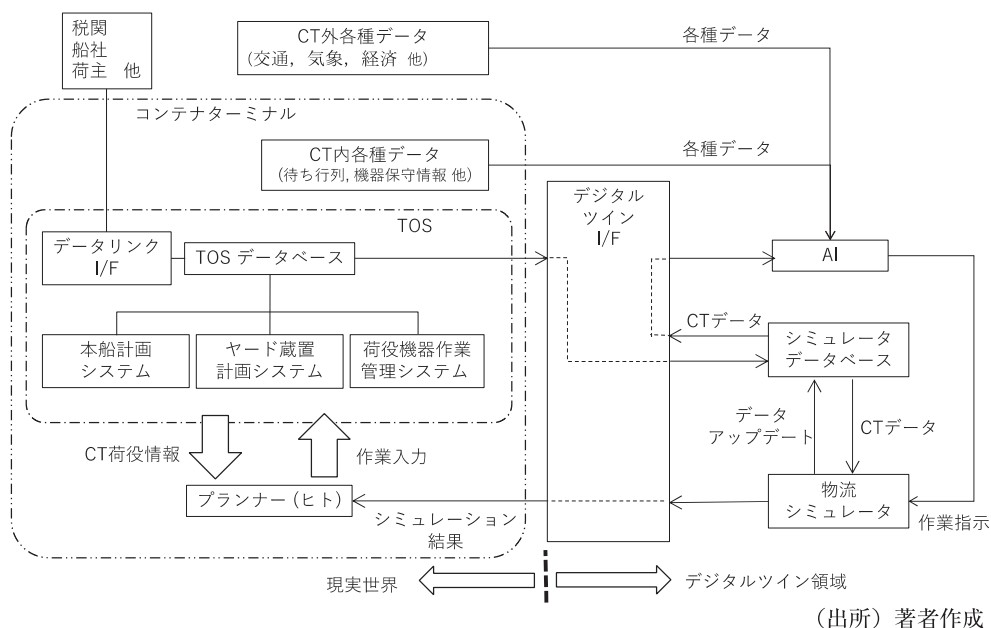 税関
船社
荷主 他
CT外各種データ
(交通, 気象, 経済 他)
各種データ
コンテナターミナル
CT内各種データ
(待ち行列, 機器保守情報 他)
各種データ
デジタル
ツイン
I/F
TOS
データリンク
I/F
TOS データベース
AI
CTデータ
シミュレータ
データベース
本船計画
システム
ヤード蔵置
計画システム
荷役機器作業
管理システム
データ
アップデート
CTデータ
CT荷役情報
作業入力
プランナー (ヒト)
シミュレーション
結果
物流
シミュレータ
作業指示
現実世界
デジタルツイン領域
(出所) 著者作成